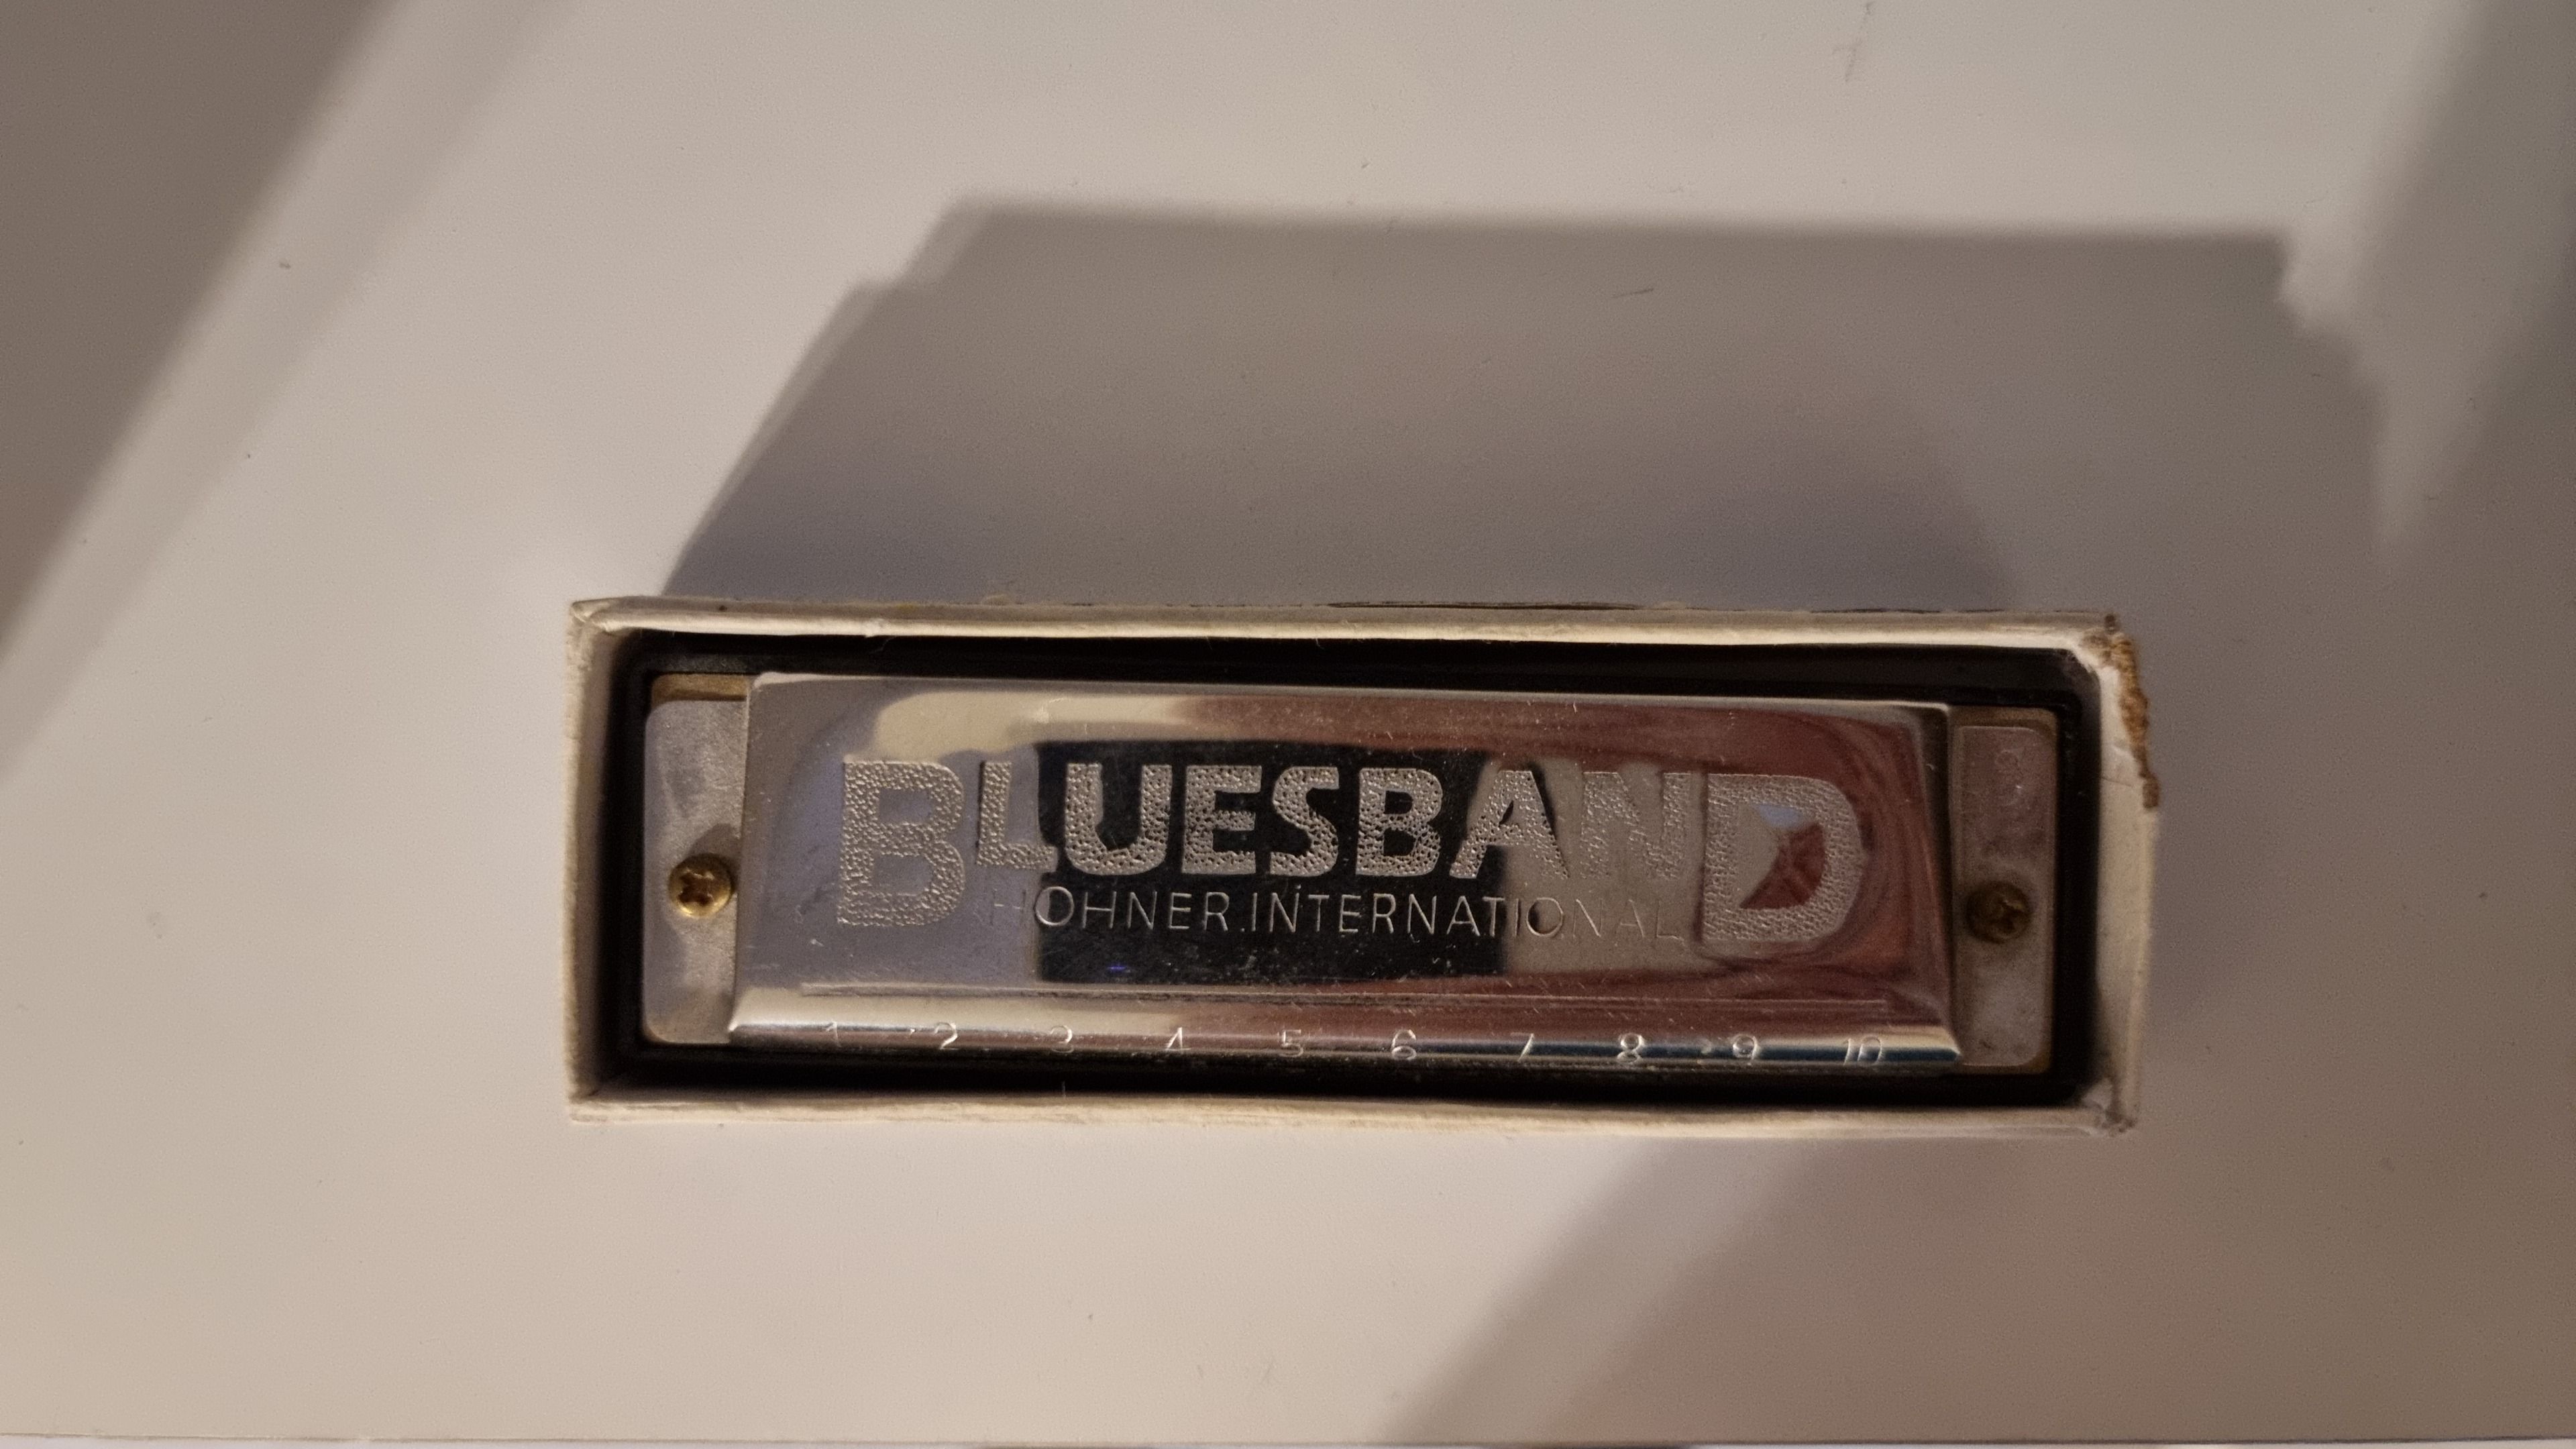 BLUESBAND
HOHNER INTERNATIONAL
1 2 3 4 5 6 7 8 9 10